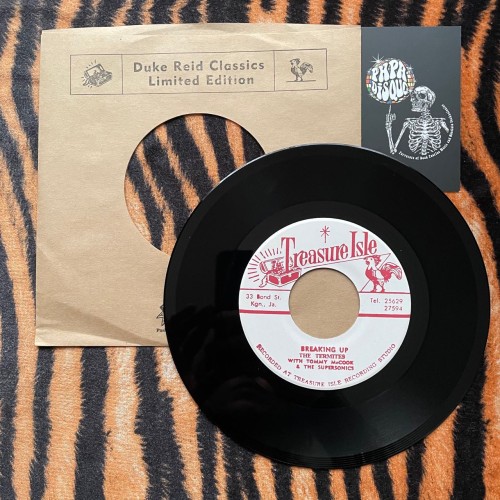 Duke Reid Classics
Limited Edition
PAPA
DISQUE
Treasure Isle
33 Bond St.
Kgn., Ja.
Tel. 25629
27594
BREAKING UP
THE TERMITES
WITH TOMMY McCOOK
& THE SUPERSONICS
RECORDED AT TREASURE ISLE RECORDING STUDIO